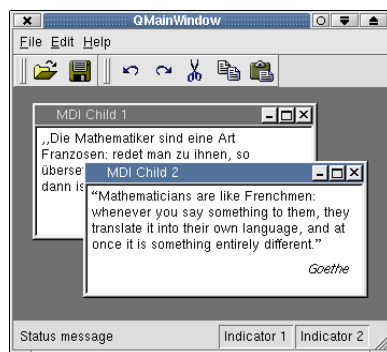 QMainWindow
File Edit Help
MDI Child 1
„Die Mathematiker sind eine Art
Franzosen: redet man zu ihnen, so
überse
dann is
MDI Child 2
“Mathematicians are like Frenchmen:
whenever you say something to them, they
translate it into their own language, and at
once it is something entirely different.”
Goethe
Status message
Indicator 1 Indicator 2